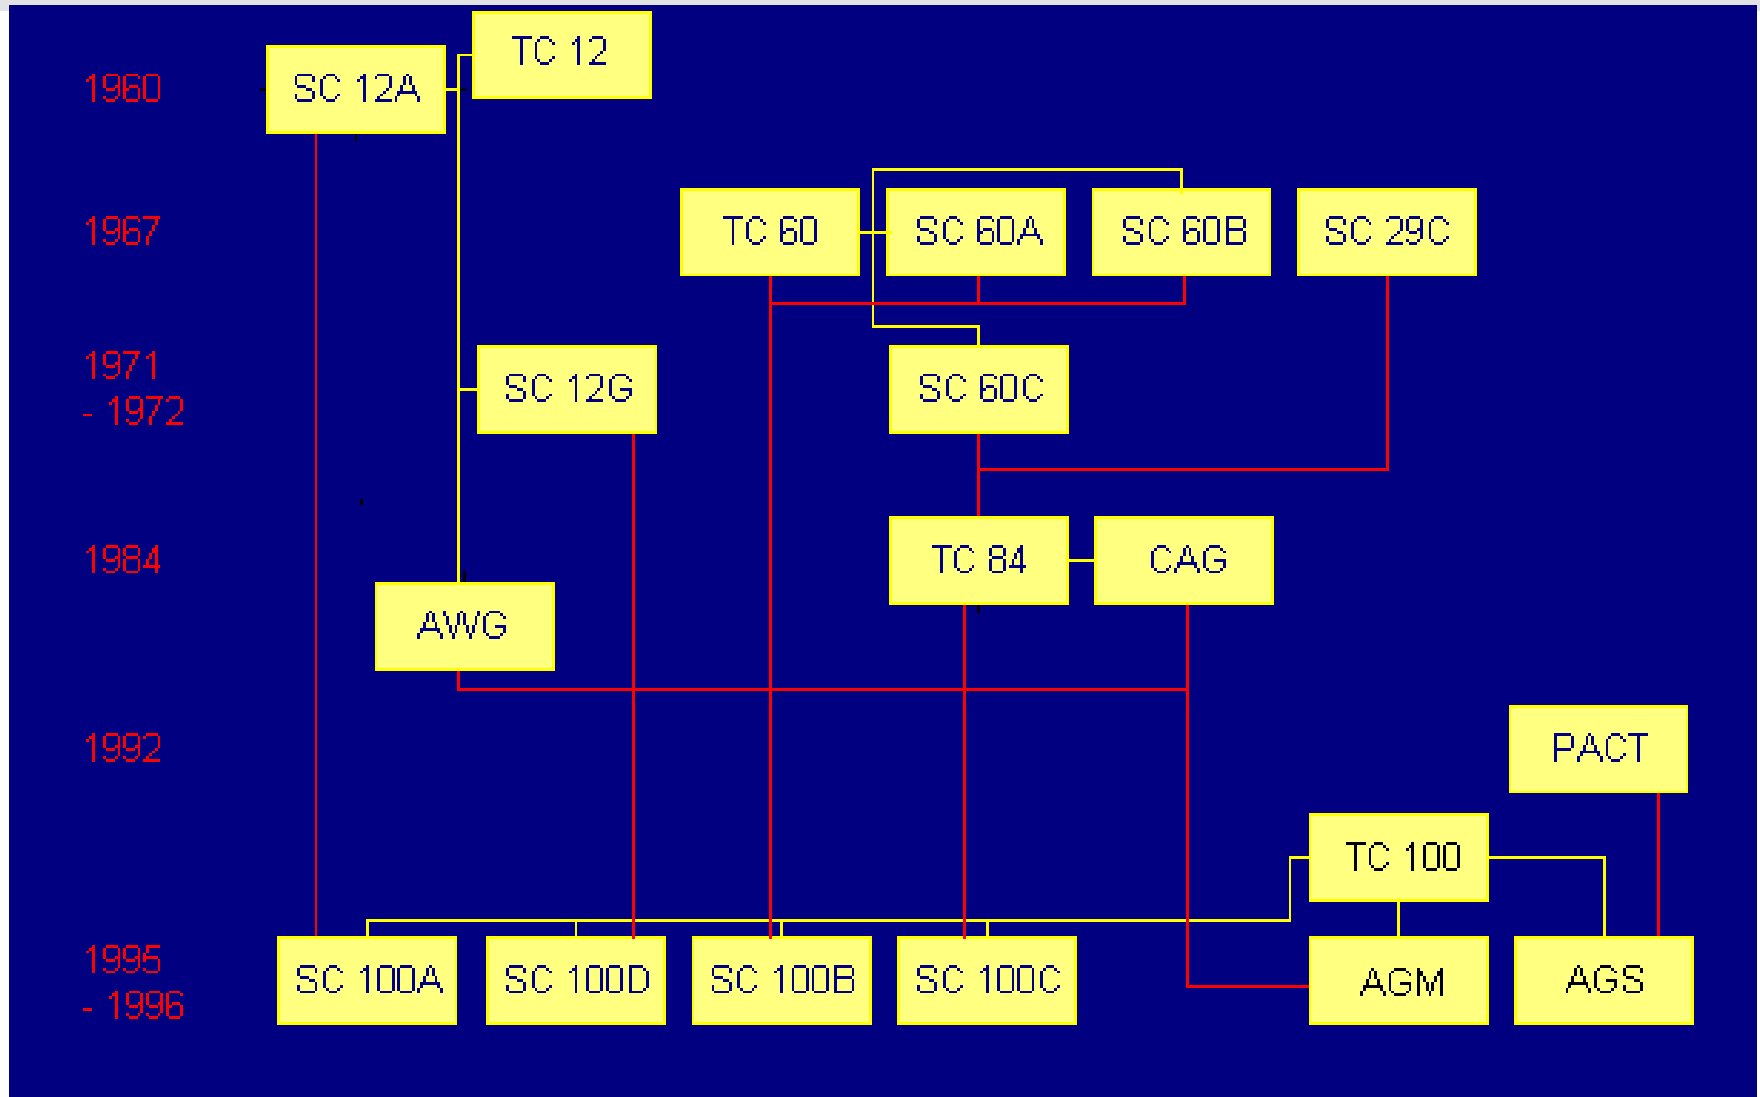 TC 12
1960
SC 12A
1967
TC 60
SC 60A
SC 60B
SC 29C
1971
- 1972
SC 12G
SC 60C
1984
TC 84
CAG
AWG
1992
PACT
TC 100
1995
- 1996
SC 100A
SC 100D
SC 100B
SC 100C
AGM
AGS